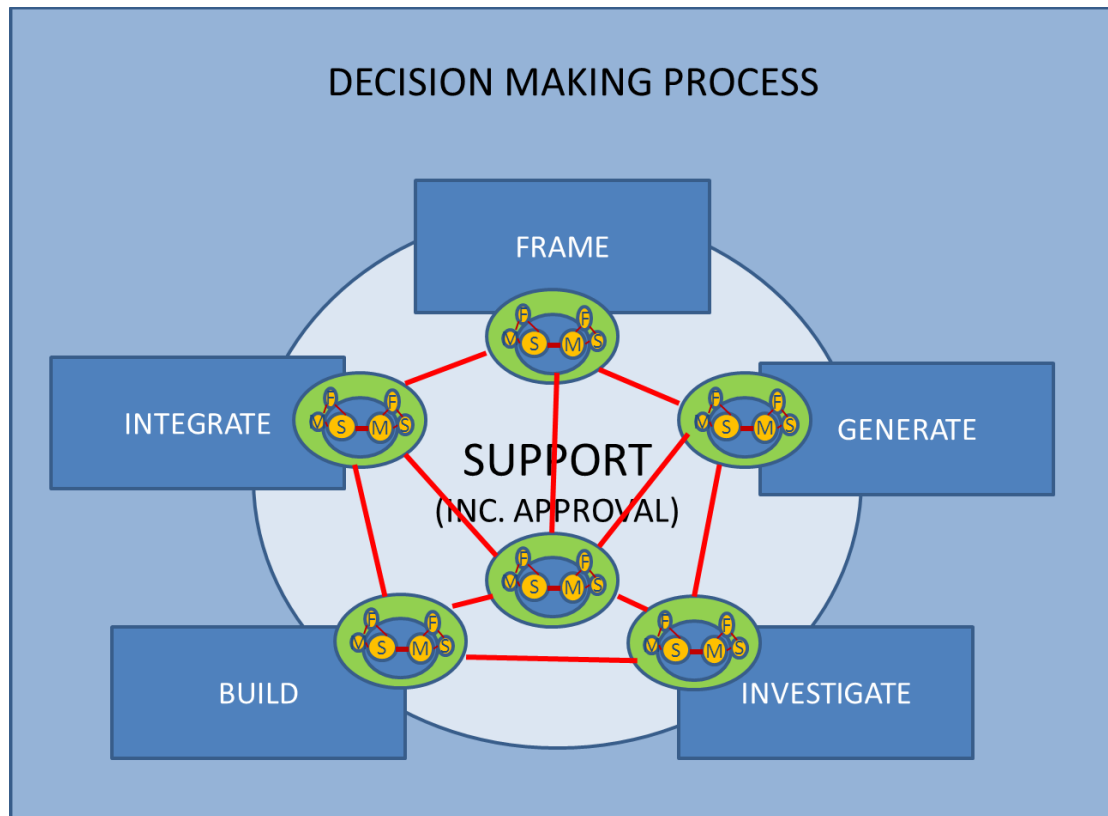 DECISION MAKING PROCESS
FRAME
F F
V S M S
INTEGRATE
F F
V S M S
F F
V S M S
GENERATE
SUPPORT
(INC. APPROVAL)
F F
V S M S
BUILD
F F
V S M S
F F
V S M S
INVESTIGATE